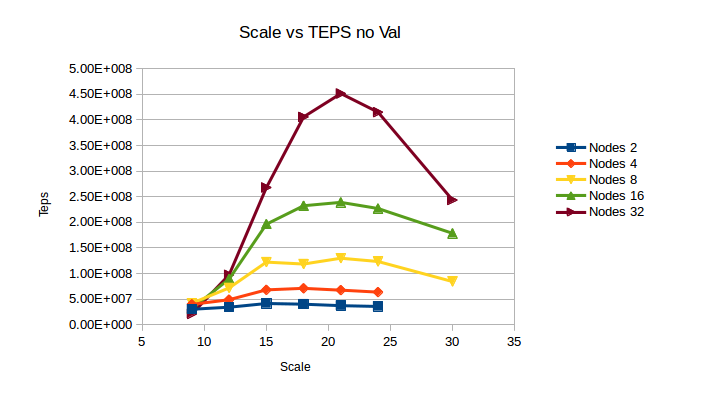 Scale vs TEPS no Val
5.00E+008
4.50E+008
4.00E+008
3.50E+008
3.00E+008
2.50E+008
2.00E+008
1.50E+008
1.00E+008
5.00E+007
0.00E+000
Teps
5 10 15 20 25 30 35
Scale
Nodes 2
Nodes 4
Nodes 8
Nodes 16
Nodes 32